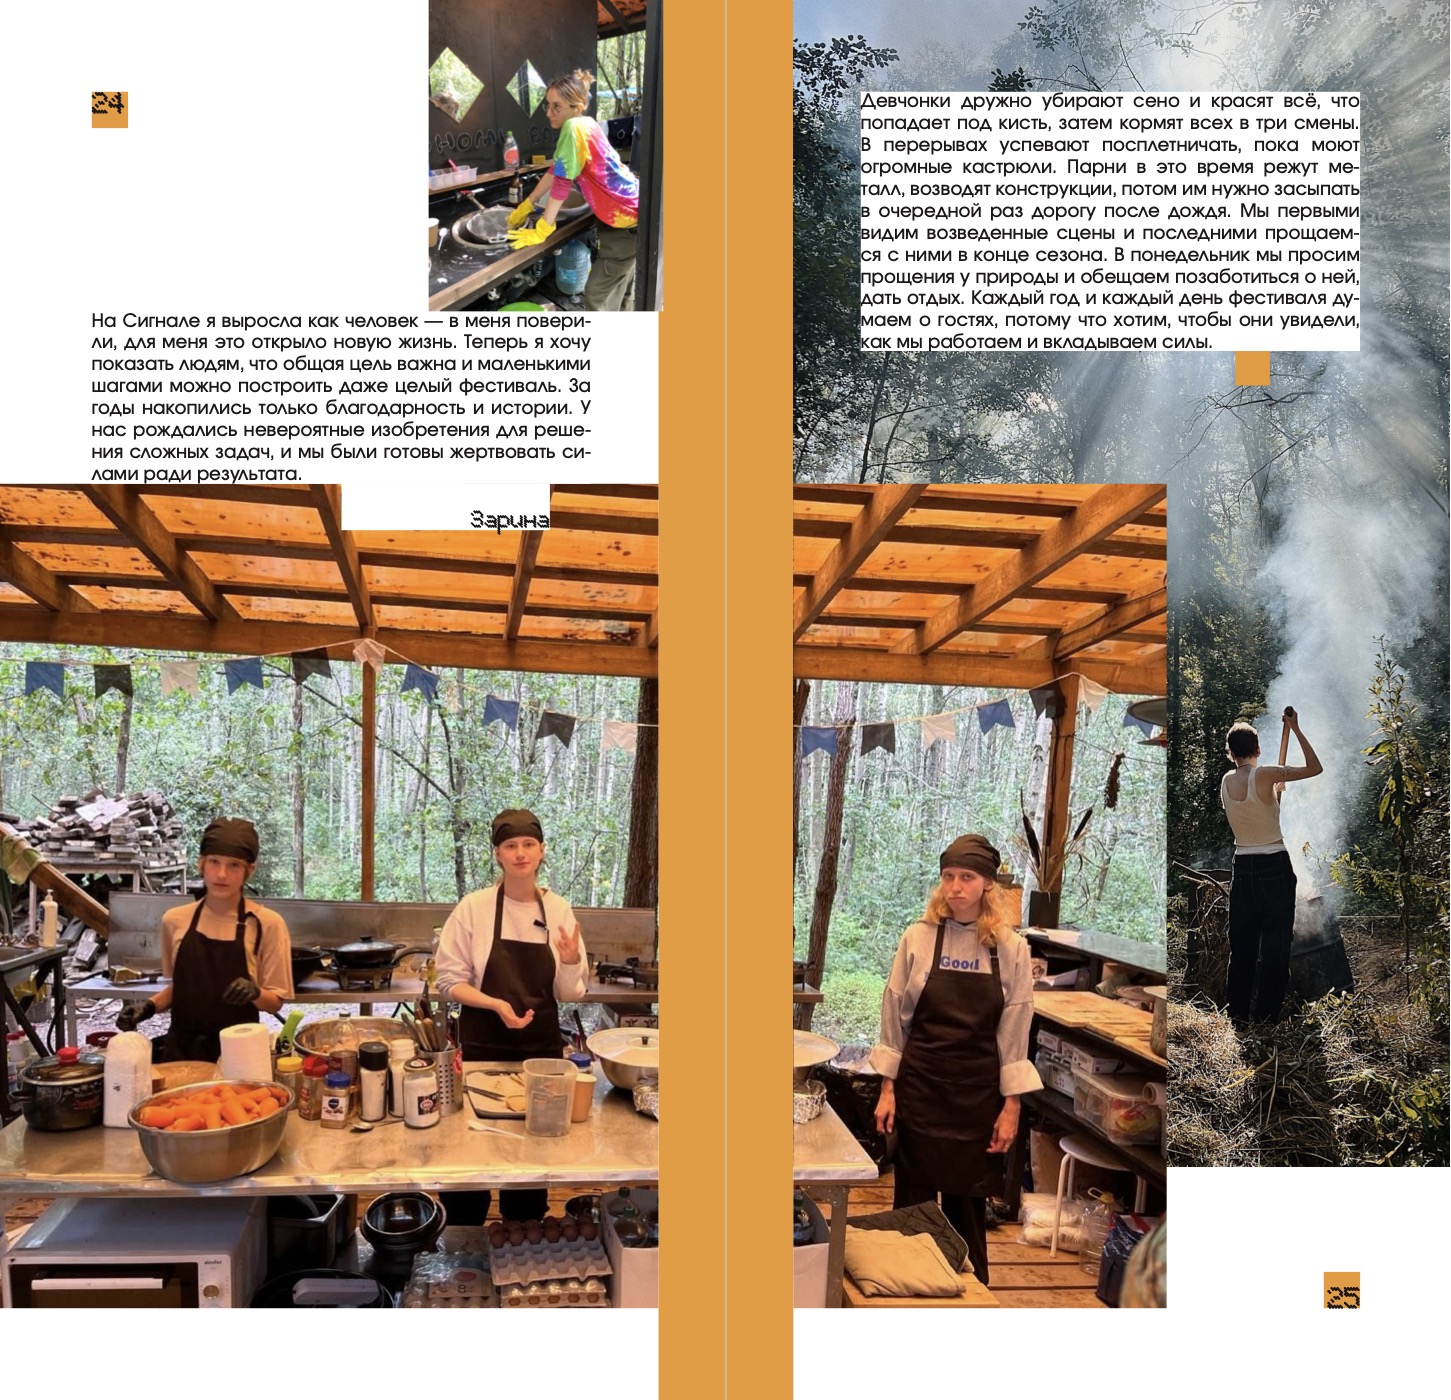 24
На Сигнале я выросла как человек — в меня повери-
ли, для меня это открыло новую жизнь. Теперь я хочу
показать людям, что общая цель важна и маленькими
шагами можно построить даже целый фестиваль. За
годы накопились только благодарность и истории. У
нас рождались невероятные изобретения для реше-
ния сложных задач, и мы были готовы жертвовать си-
лами ради результата.
Зарина
Девчонки дружно убирают сено и красят всё, что
попадает под кисть, затем кормят всех в три смены.
В перерывах успевают посплетничать, пока моют
огромные кастрюли. Парни в это время режут ме-
талл, возводят конструкции, потом им нужно засыпать
в очередной раз дорогу после дождя. Мы первыми
видим возведенные сцены и последними прощаем-
ся с ними в конце сезона. В понедельник мы просим
прощения у природы и обещаем позаботиться о ней,
дать отдых. Каждый год и каждый день фестиваля ду-
маем о гостях, потому что хотим, чтобы они увидели,
как мы работаем и вкладываем силы.
Good
25